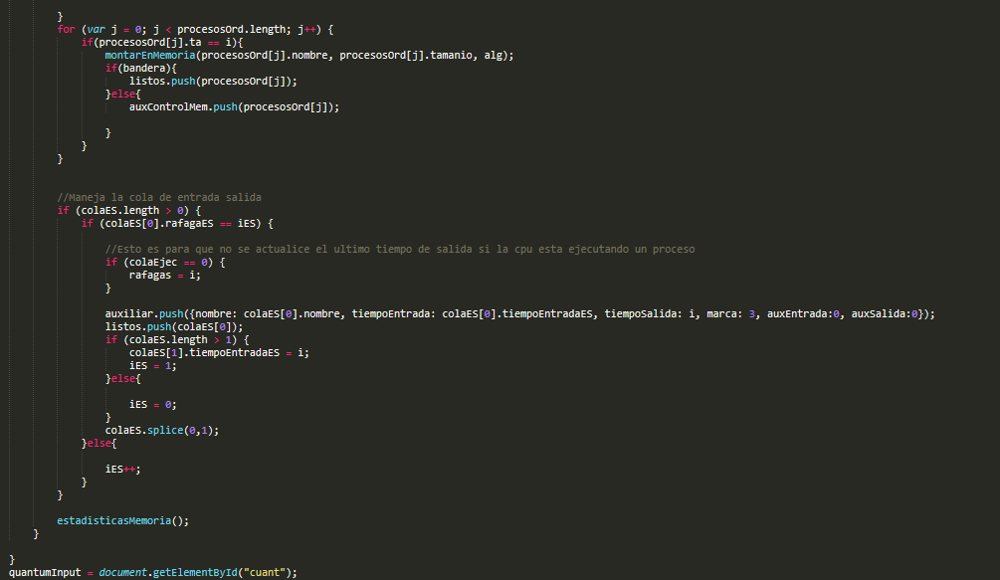 }
for (var j = 0; j < procesosOrd.length; j++) {
if(procesosOrd[j].ta == i){
montarEnMemoria(procesosOrd[j].nombre, procesosOrd[j].tamanio, alg);
if(bandera){
listos.push(procesosOrd[j]);
}else{
auxControlMem.push(procesosOrd[j]);
}
}
}
//Maneja la cola de entrada salida
if (colaES.length > 0) {
if (colaES[0].rafagaES == iES) {
//Esto es para que no se actualice el ultimo tiempo de salida si la cpu esta ejecutando un proceso
if (colaEjec == 0) {
rafagas = i;
}
auxiliar.push({nombre: colaES[0].nombre, tiempoEntrada: colaES[0].tiempoEntradaES, tiempoSalida: i, marca: 3, auxEntrada:0, auxSalida:0});
listos.push(colaES[0]);
if (colaES.length > 1) {
colaES[1].tiempoEntradaES = i;
iES = 1;
}else{
iES = 0;
}
colaES.splice(0,1);
}else{
iES++;
}
}
estadisticasMemoria();
}
}
quantumInput = document.getElementById("cuant");